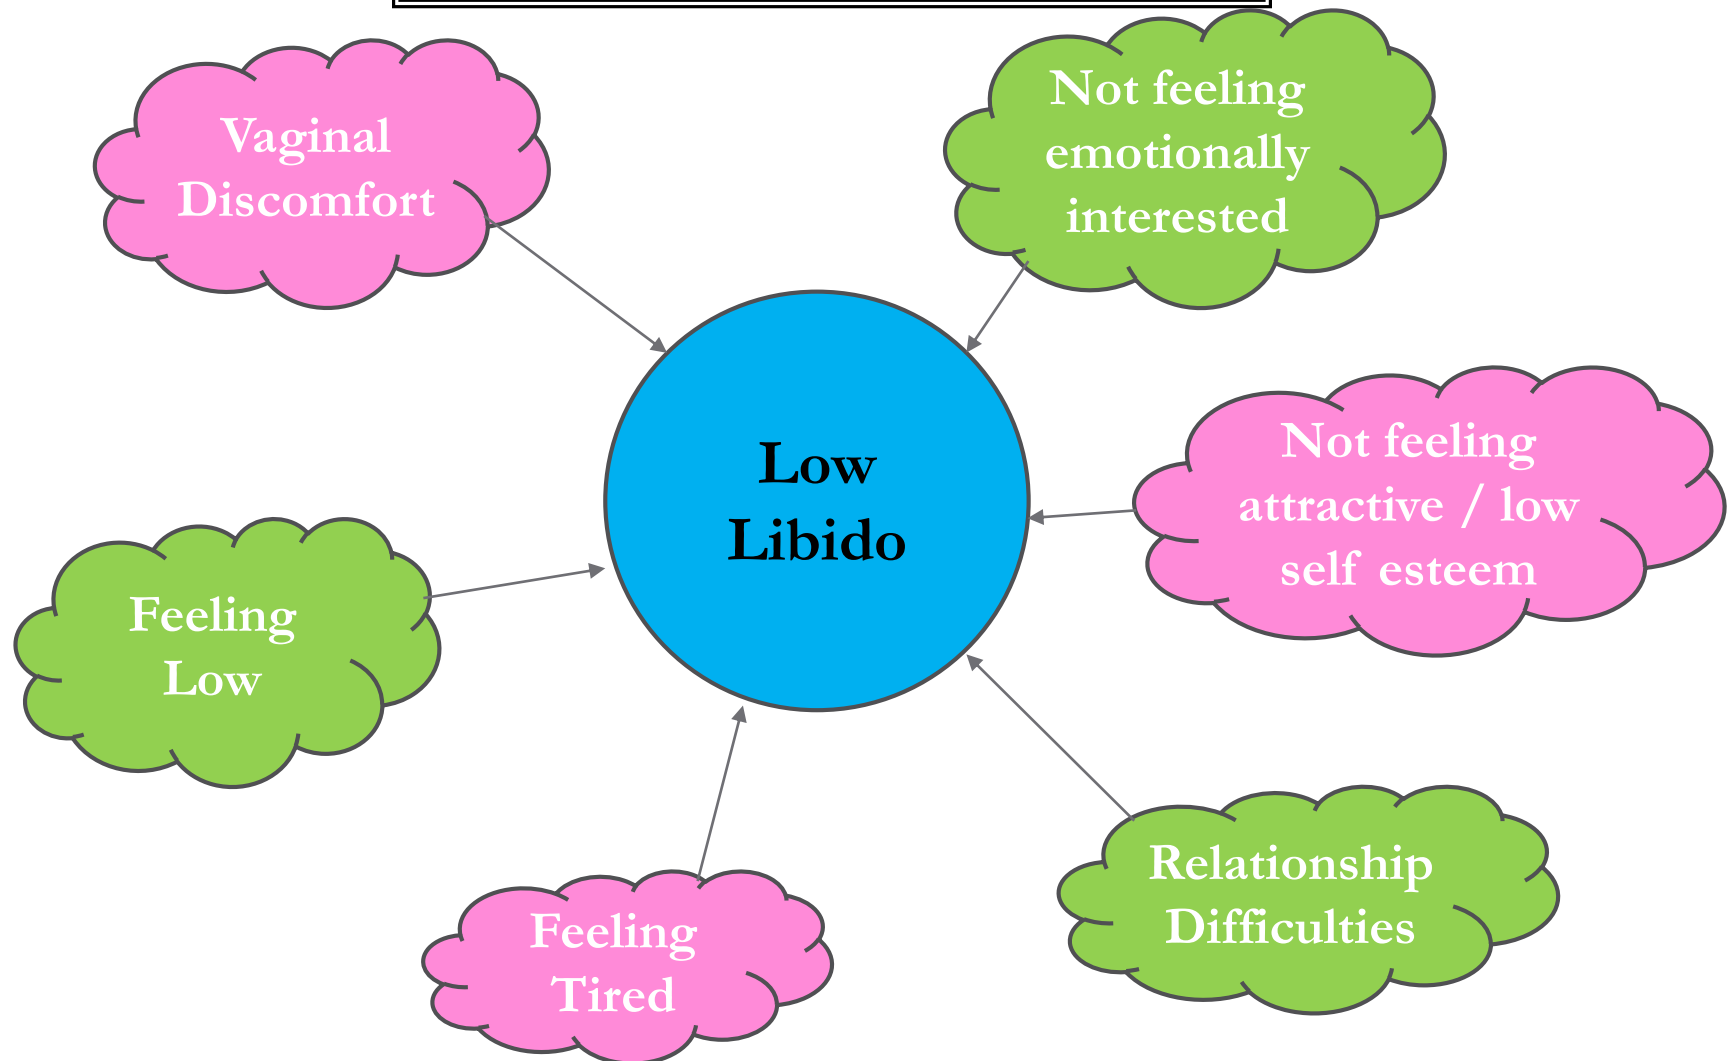 Vaginal
Discomfort
Not feeling
emotionally
interested
Low
Libido
Not feeling
attractive / low
self esteem
Feeling
Low
Relationship
Difficulties
Feeling
Tired